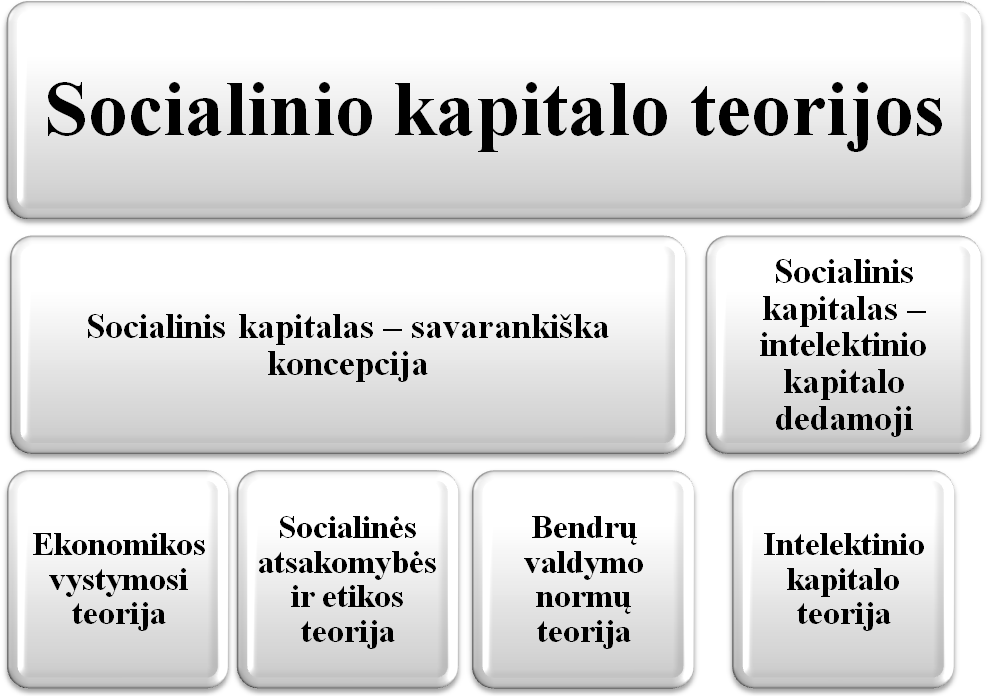 Socialinio kapitalo teorijos
Socialinis kapitalas – savarankiška
koncepcija
Socialinis
kapitalas –
intelektinio
kapitalo
dedamoji
Ekonomikos
vystymosi
teorija
Socialinės
atsakomybės
ir etikos
teorija
Bendrų
valdymo
normų
teorija
Intelektinio
kapitalo
teorija